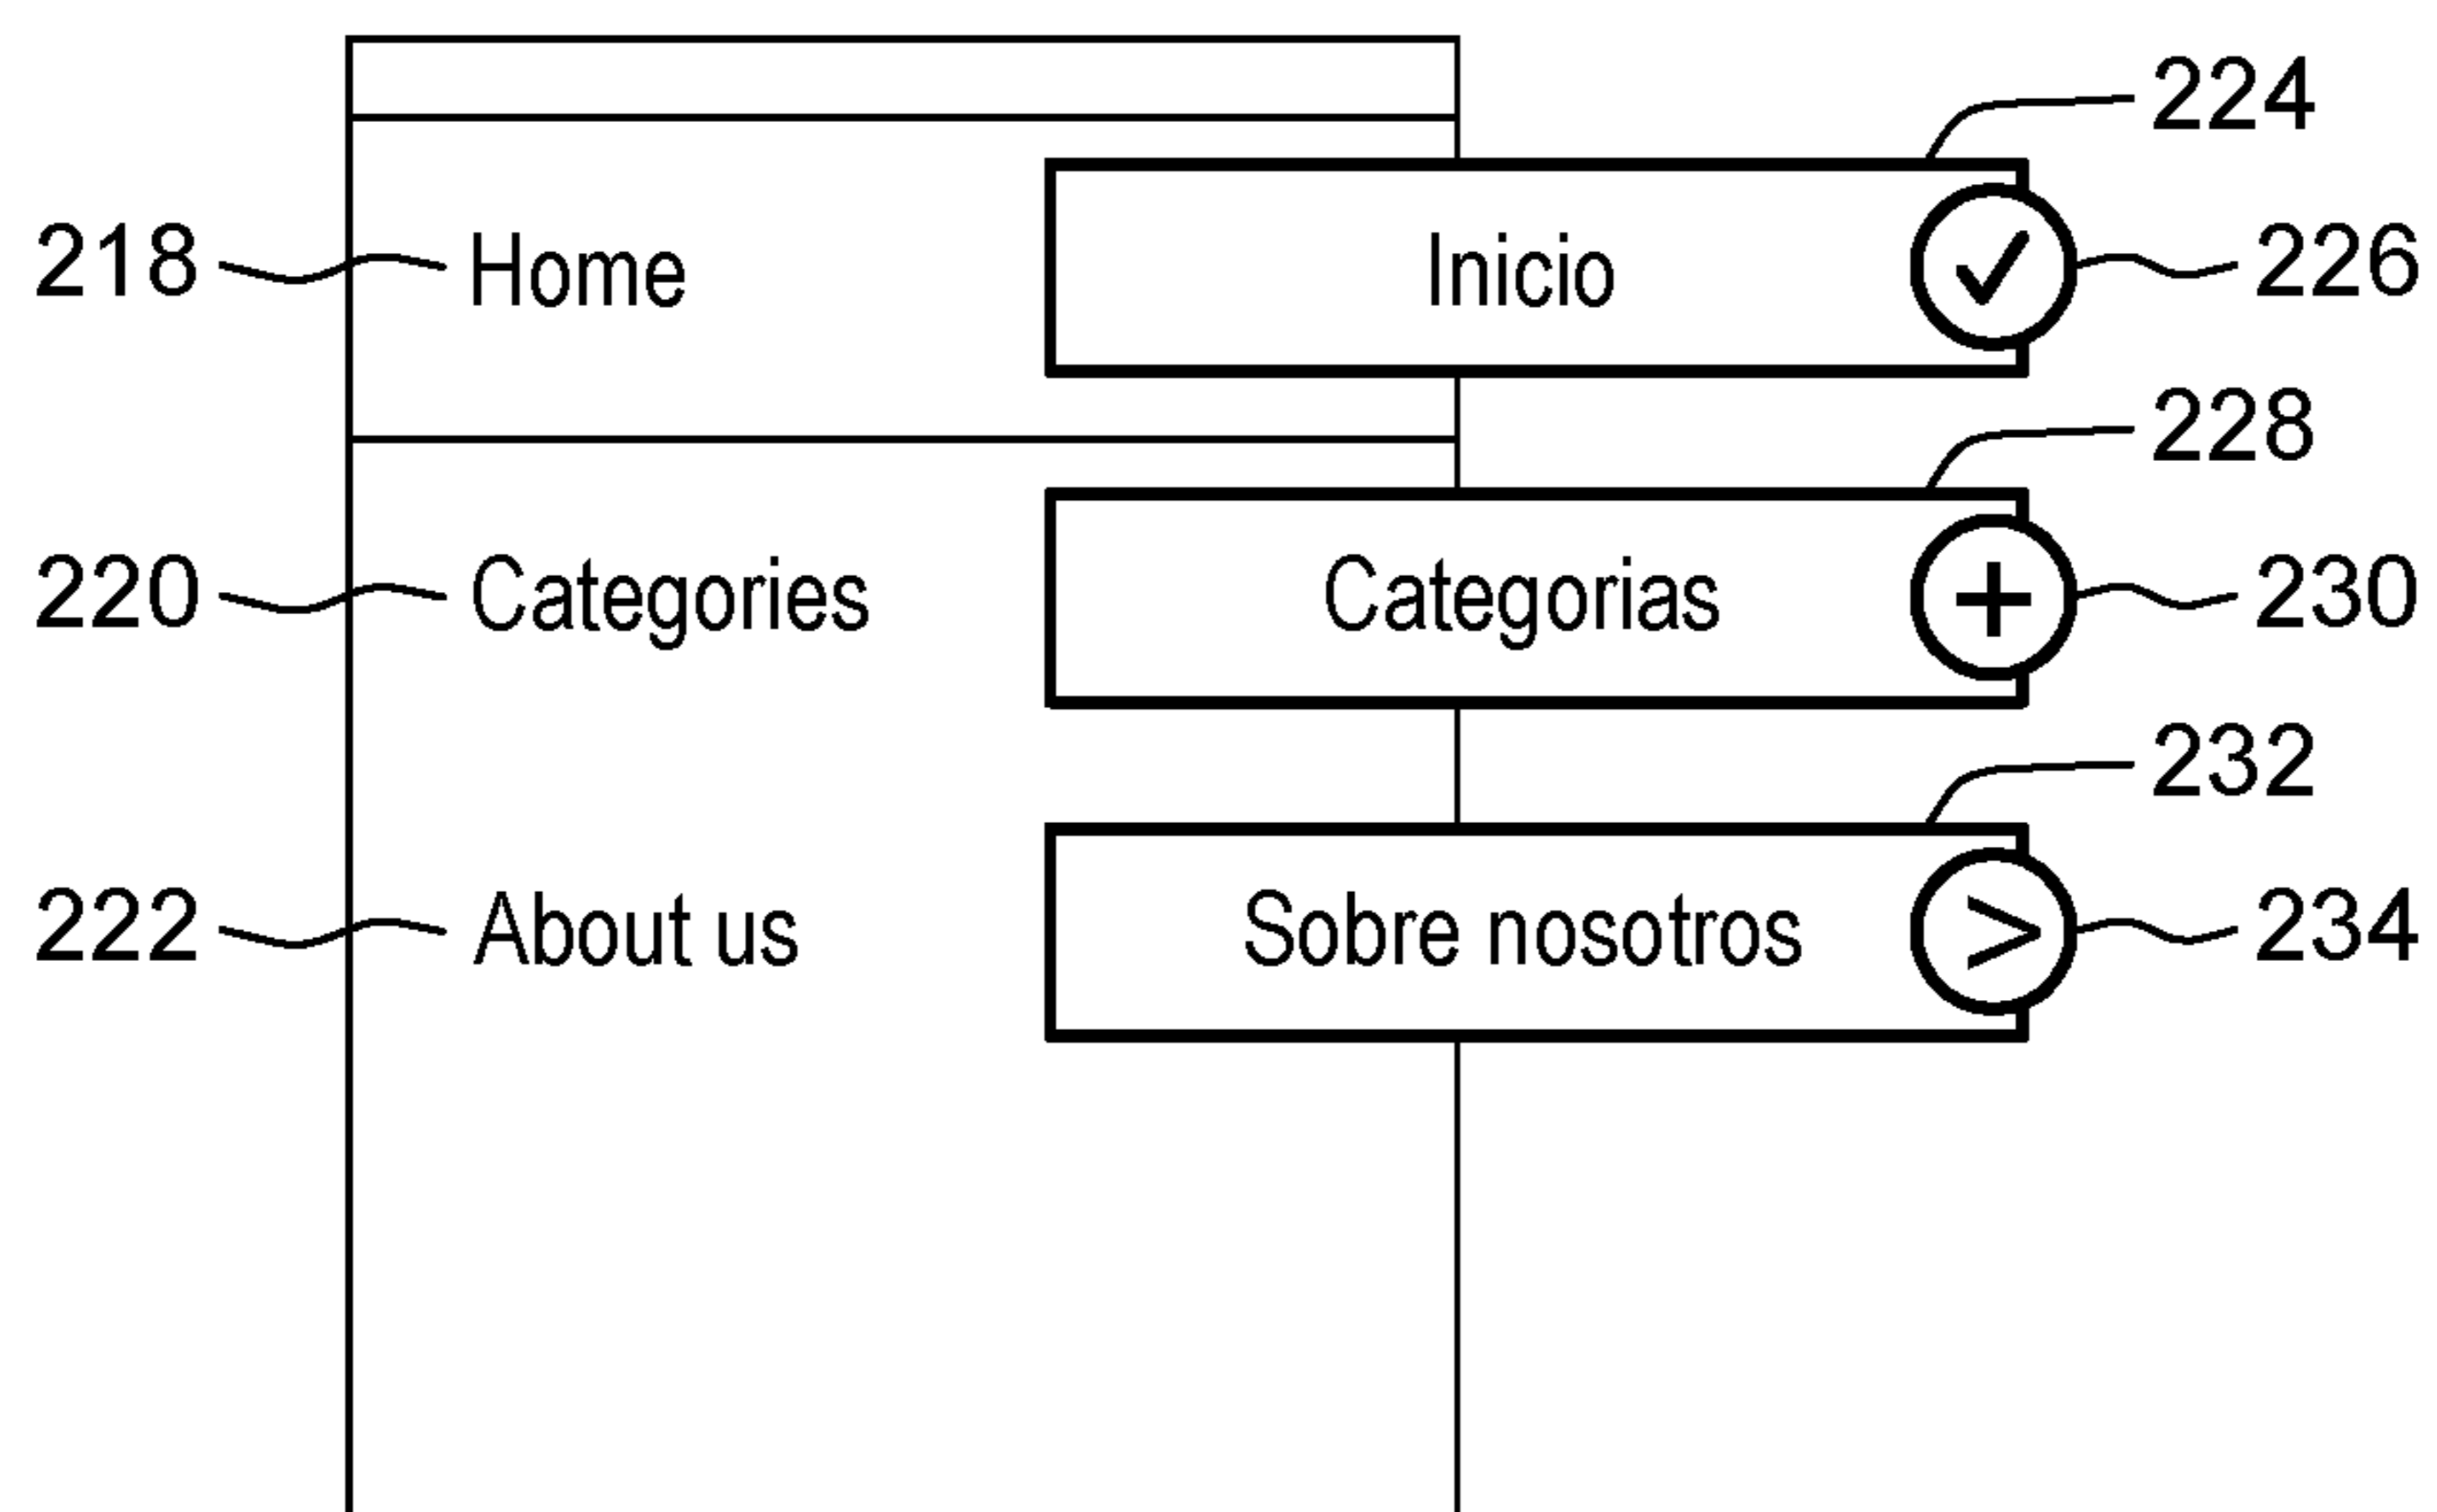 224
218 Home Inicio ✓ 226
228
220 Categories Categorias + 230
232
222 About us Sobre nosotros > 234